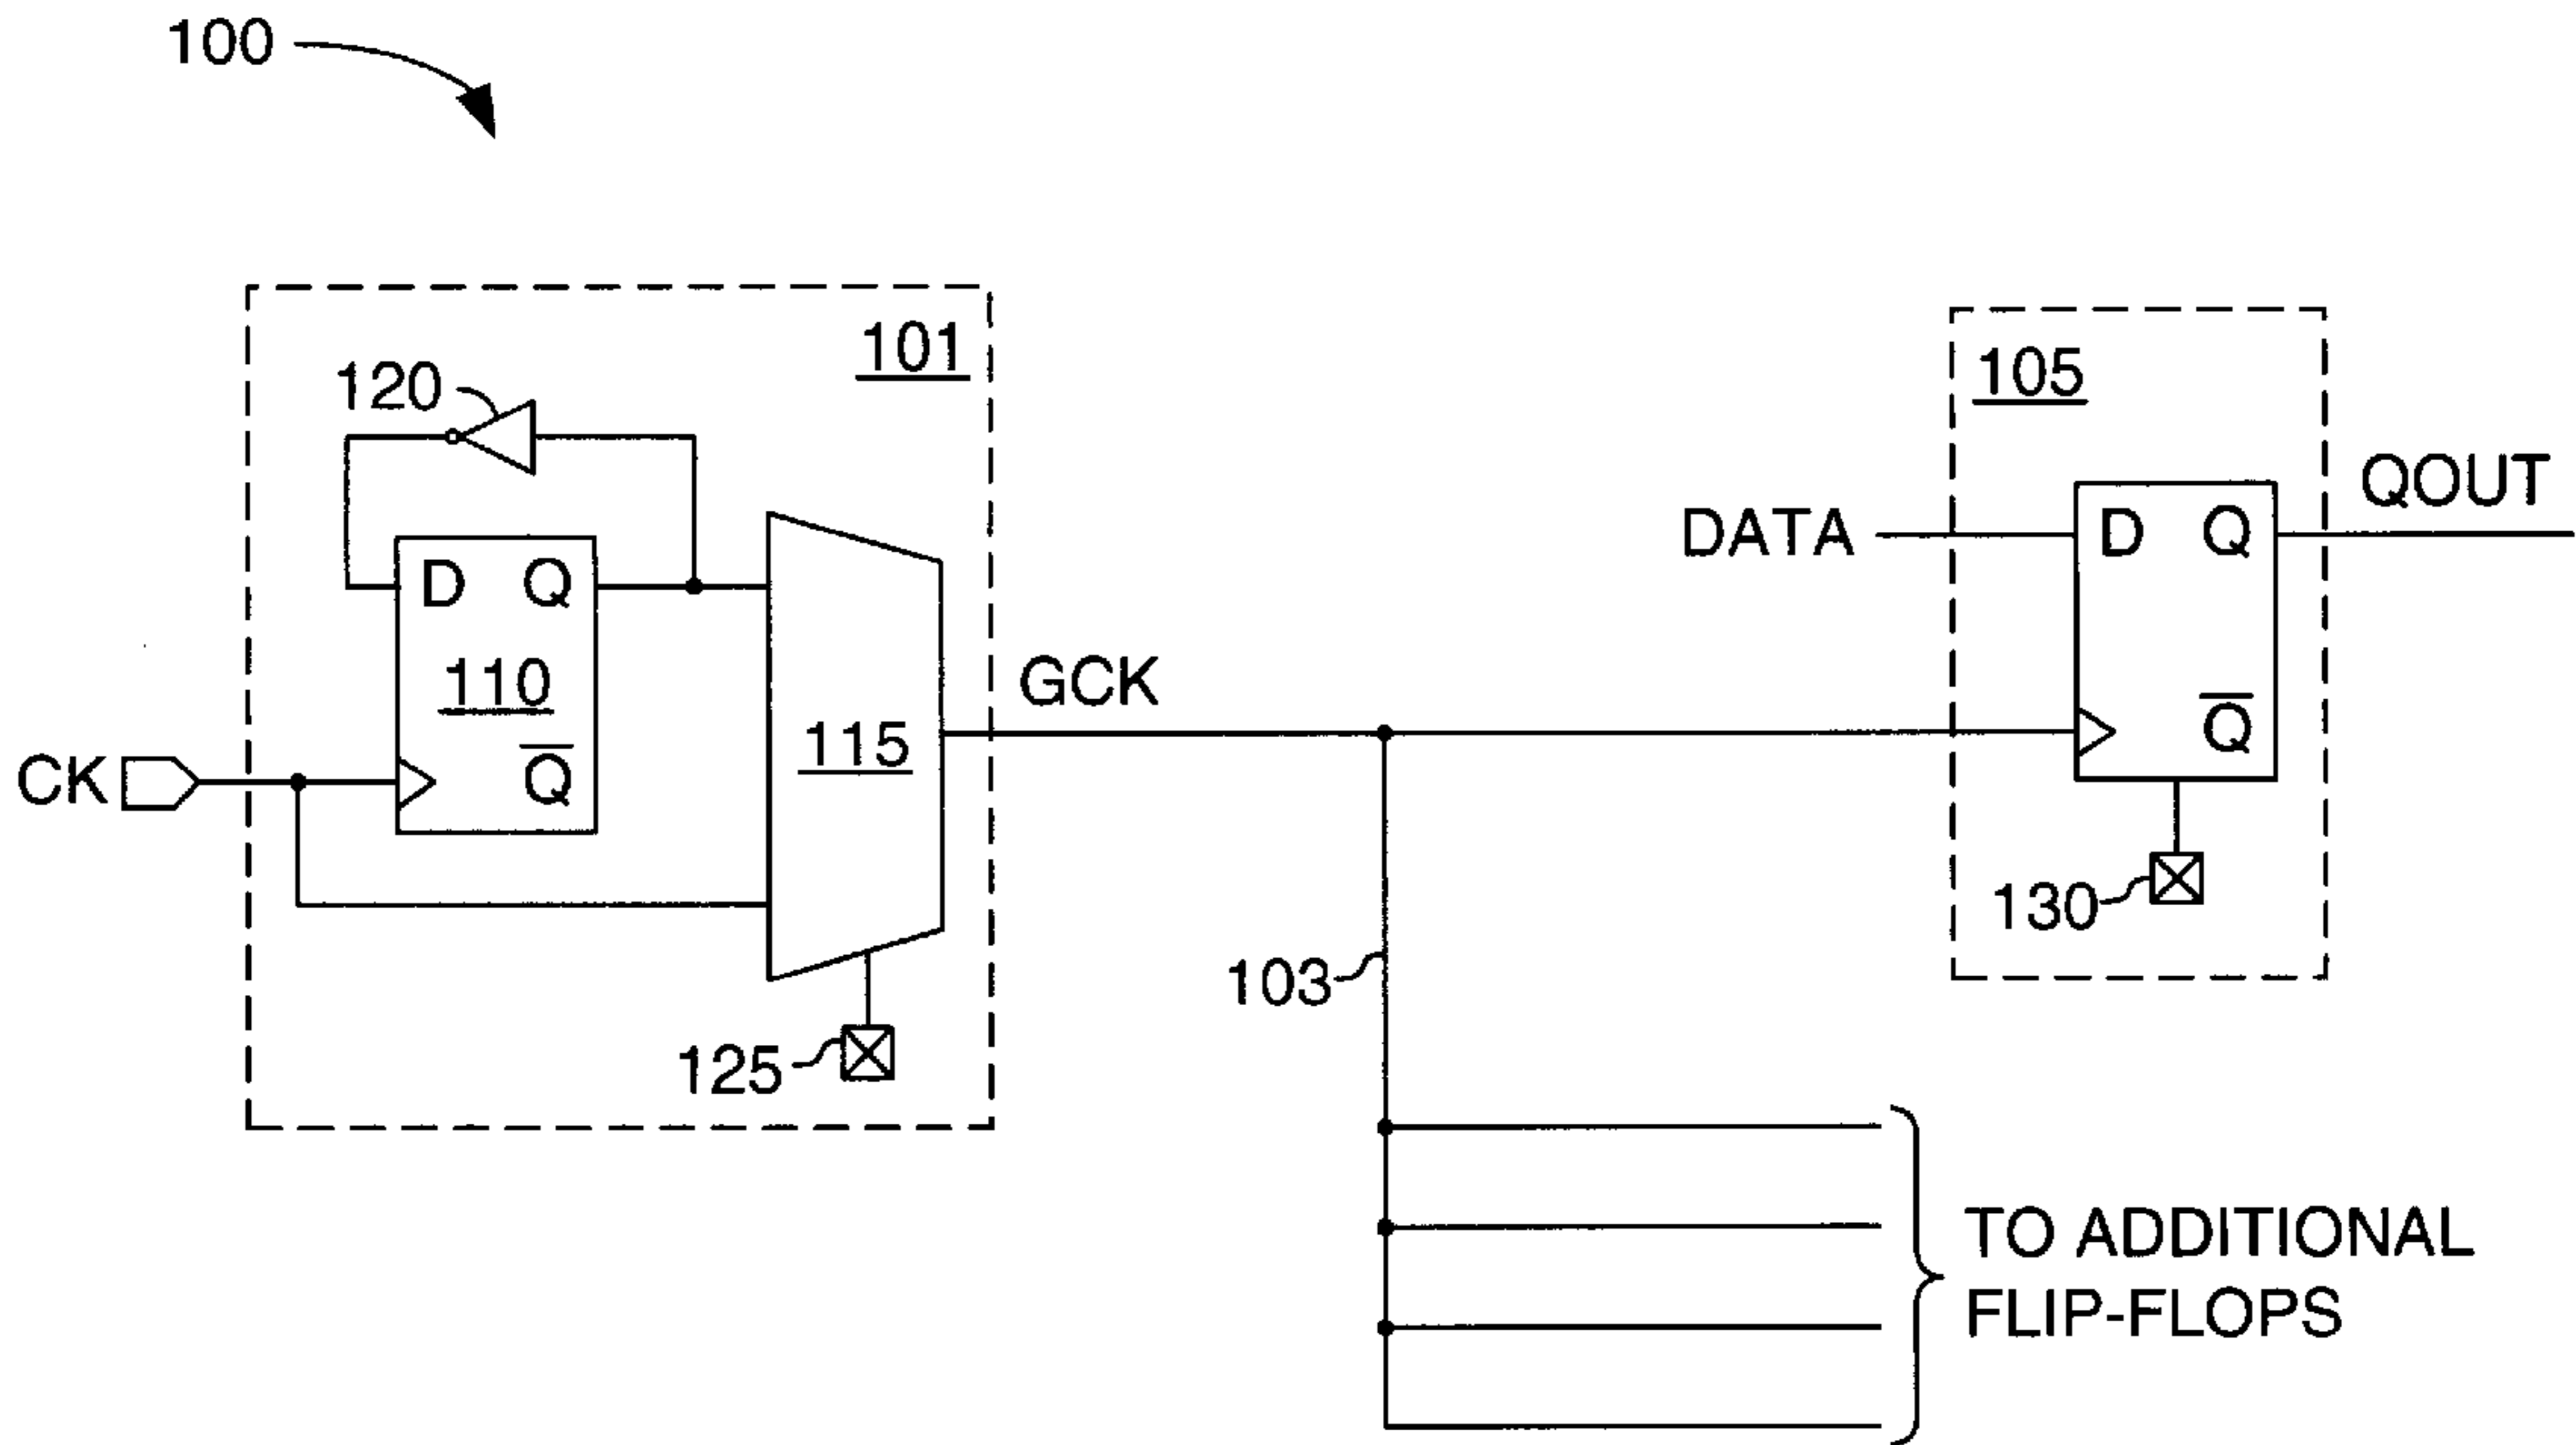 100
101
120
105
QOUT
DATA
D Q
D Q
GCK
110
115
Q̅
CK
Q̅
130
103
125
TO ADDITIONAL
FLIP-FLOPS